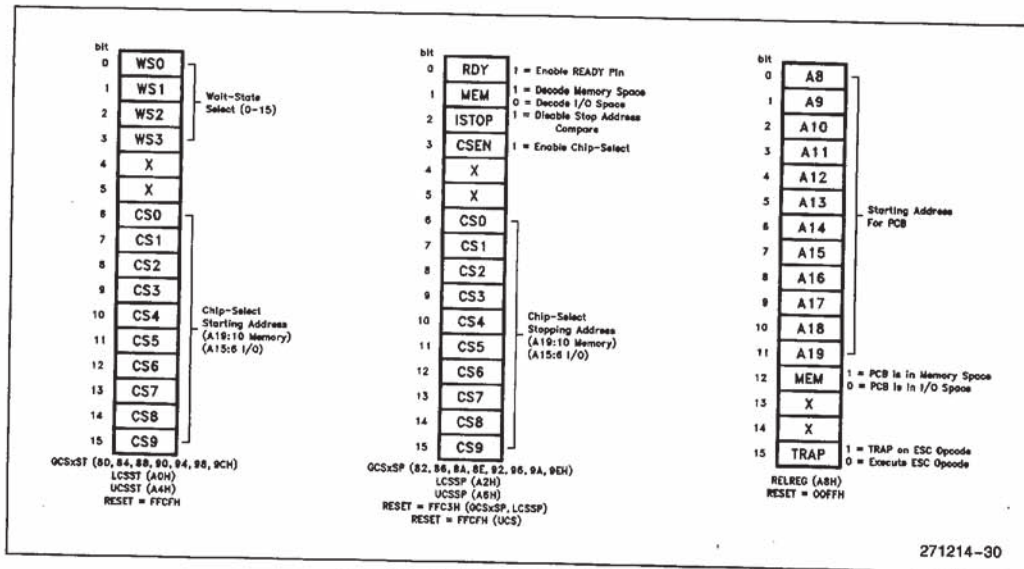 bit
0 WS0
1 WS1
2 WS2
3 WS3
4 X
5 X
6 CS0
7 CS1
8 CS2
9 CS3
10 CS4
11 CS5
12 CS6
13 CS7
14 CS8
15 CS9
Wait-State
Select (0-15)
Chip-Select
Starting Address
(A19:10 Memory)
(A15:6 I/O)
GCSxST (80, 84, 88, 90, 94, 98, 9CH)
LCSST (A0H)
UCSST (A4H)
RESET = FFCFH
bit
0 RDY 1 = Enable READY Pin
1 MEM 1 = Decode Memory Space
0 = Decode I/O Space
2 ISTOP 1 = Disable Stop Address
Compare
3 CSEN 1 = Enable Chip-Select
4 X
5 X
6 CS0
7 CS1
8 CS2
9 CS3
10 CS4
11 CS5
12 CS6
13 CS7
14 CS8
15 CS9
Chip-Select
Stopping Address
(A19:10 Memory)
(A15:6 I/O)
GCSxSP (82, 86, 8A, 8E, 92, 96, 9A, 9EH)
LCSSP (A2H)
UCSSP (A6H)
RESET = FFC3H (GCSxSP, LCSSP)
RESET = FFCFH (UCS)
bit
0 A8
1 A9
2 A10
3 A11
4 A12
5 A13
6 A14
7 A15
8 A16
9 A17
10 A18
11 A19
12 MEM 1 = PCB is in Memory Space
0 = PCB is in I/O Space
13 X
14 X
15 TRAP 1 = TRAP on ESC Opcode
0 = Execute ESC Opcode
Starting Address
For PCB
RELREG (A8H)
RESET = 00FFH
271214-30